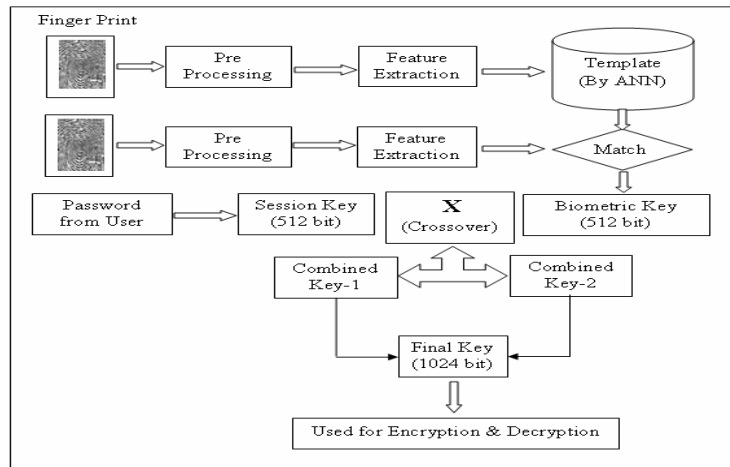 Finger Print
Pre
Processing
Feature
Extraction
Template
(By ANN)
Pre
Processing
Feature
Extraction
Match
Password
from User
Session Key
(512 bit)
X
(Crossover)
Biometric Key
(512 bit)
Combined
Key-1
Combined
Key-2
Final Key
(1024 bit)
Used for Encryption & Decryption